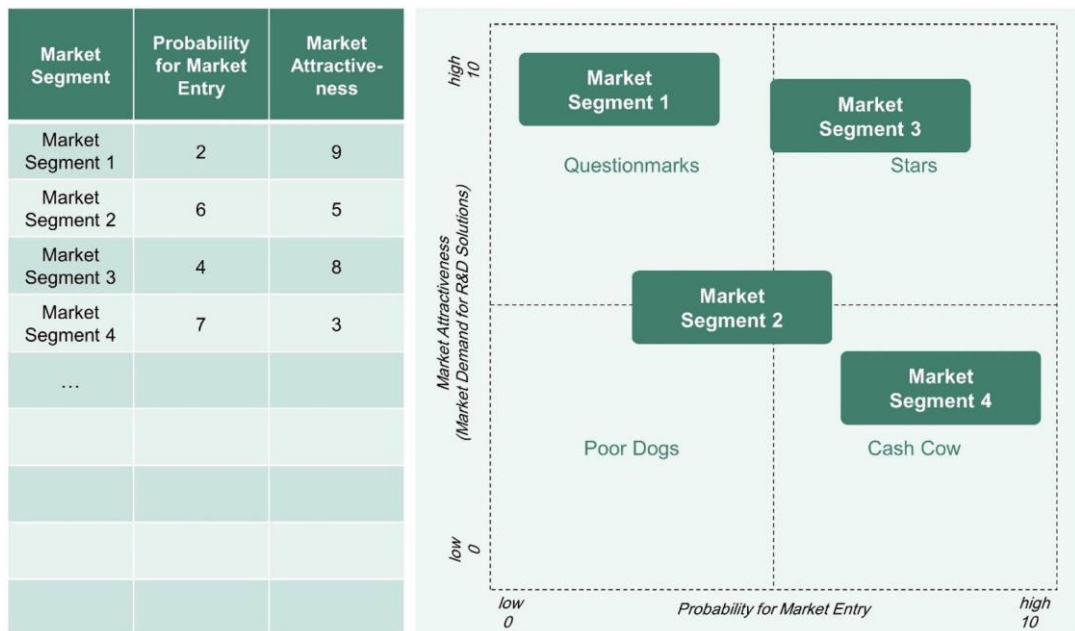 Market
Segment
Probability
for Market
Entry
Market
Attractive-
ness
Market
Segment 1
2
9
Market
Segment 2
6
5
Market
Segment 3
4
8
Market
Segment 4
7
3
...
high
10
Market Attractiveness
(Market Demand for R&D Solutions)
low
0
Market
Segment 1
Market
Segment 3
Questionmarks
Stars
Market
Segment 2
Market
Segment 4
Poor Dogs
Cash Cow
low
0
Probability for Market Entry
high
10